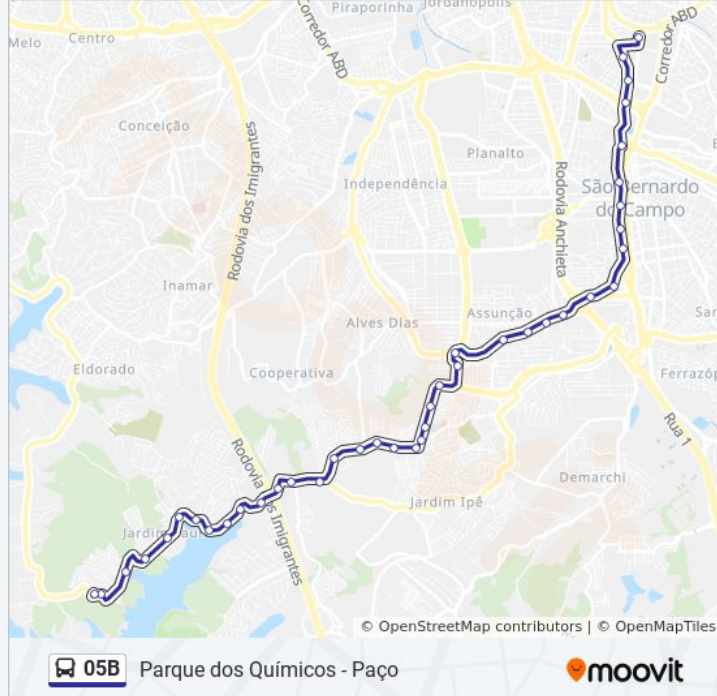 Piraporinha
Jordanópolis
Melo
Centro
Corredor ABD
Corredor ABD
Conceição
Planalto
Independência
Rodovia dos Imigrantes
Rodovia Anchieta
São Bernardo
do Campo
Inamar
Assunção
Alves Dias
San
Eldorado
Cooperativa
Ferrazóp
Rua 1
Rodovia dos Imigrantes
Demarchi
Jardim Ipê
© OpenStreetMap contributors | © OpenMapTiles
05B Parque dos Químicos - Paço
moovit